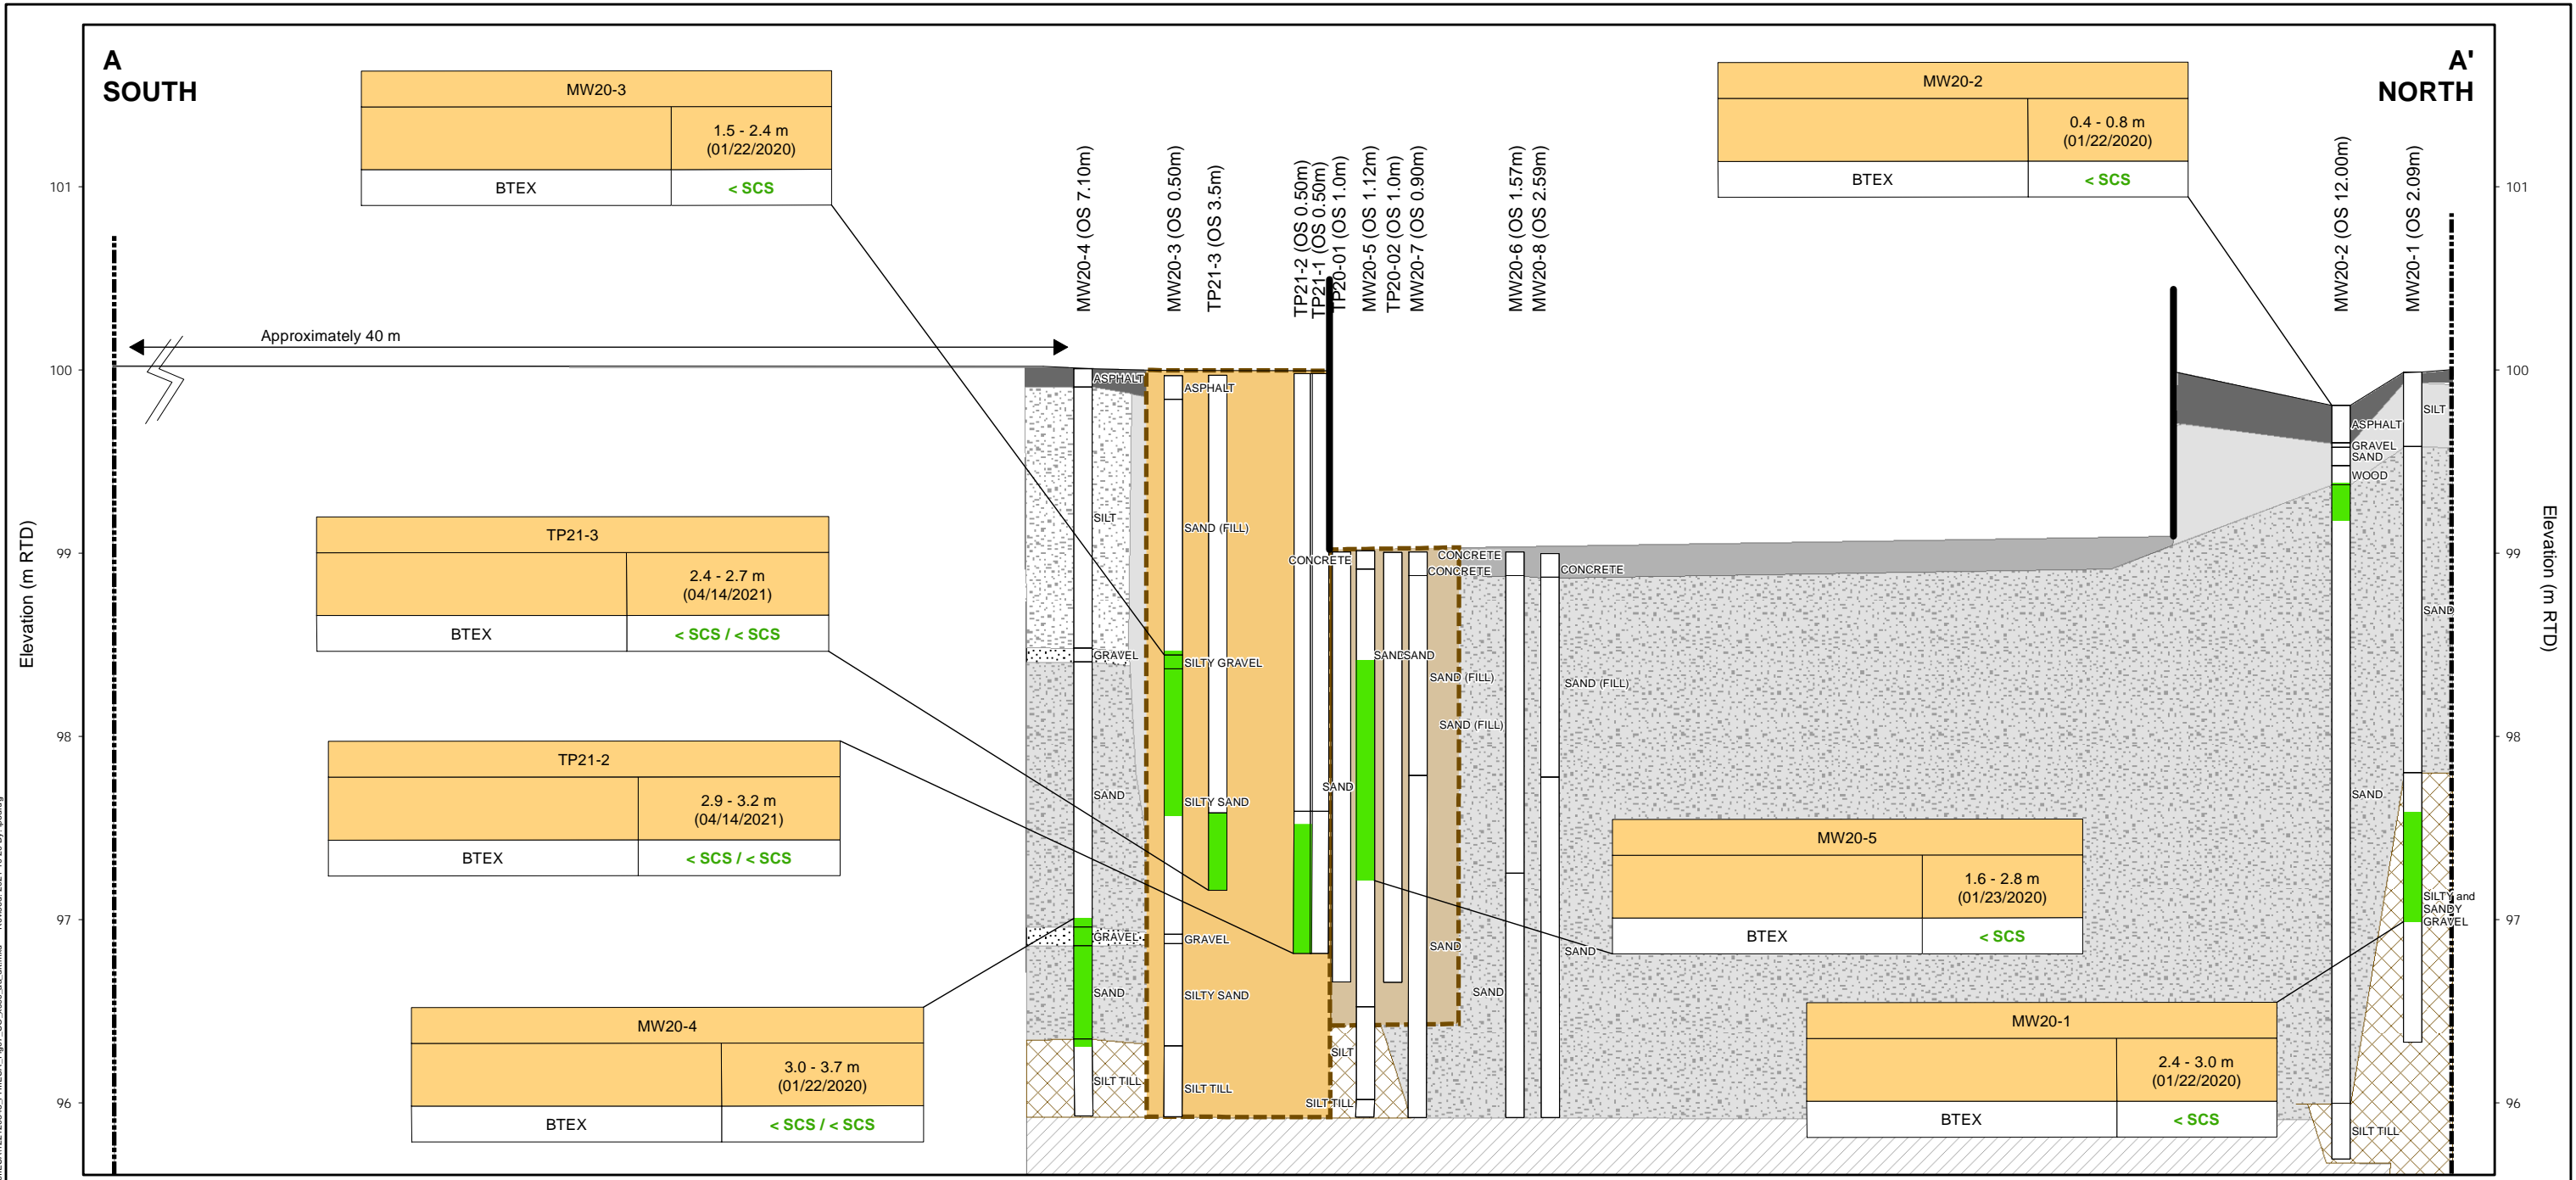 A
SOUTH
A'
NORTH
MW20-3
1.5 - 2.4 m
(01/22/2020)
BTEX
< SCS
MW20-2
0.4 - 0.8 m
(01/22/2020)
BTEX
< SCS
MW20-4 (OS 7.10m)
MW20-3 (OS 0.50m)
TP21-3 (OS 3.5m)
TP21-2 (OS 0.50m)
TP21-1 (OS 0.50m)
TP20-01 (OS 1.0m)
MW20-5 (OS 1.12m)
TP20-02 (OS 1.0m)
MW20-7 (OS 0.90m)
MW20-6 (OS 1.57m)
MW20-8 (OS 2.59m)
MW20-2 (OS 12.00m)
MW20-1 (OS 2.09m)
101
100
99
98
97
96
Elevation (m RTD)
101
100
99
98
97
96
Elevation (m RTD)
Approximately 40 m
ASPHALT
SILT
GRAVEL
SAND
GRAVEL
SAND
SILT TILL
ASPHALT
SAND (FILL)
SILTY GRAVEL
SILTY SAND
GRAVEL
SILTY SAND
SILT TILL
CONCRETE
SAND
SILT
SILT TILL
SAND
SAND
CONCRETE
CONCRETE
SAND (FILL)
SAND (FILL)
SAND
SAND
CONCRETE
SAND (FILL)
SAND
ASPHALT
GRAVEL
SAND
WOOD
SAND
SILT TILL
SILT
SAND
SILTY and
SANDY
GRAVEL
TP21-3
2.4 - 2.7 m
(04/14/2021)
BTEX
< SCS / < SCS
TP21-2
2.9 - 3.2 m
(04/14/2021)
BTEX
< SCS / < SCS
MW20-4
3.0 - 3.7 m
(01/22/2020)
BTEX
< SCS / < SCS
MW20-5
1.6 - 2.8 m
(01/23/2020)
BTEX
< SCS
MW20-1
2.4 - 3.0 m
(01/22/2020)
BTEX
< SCS